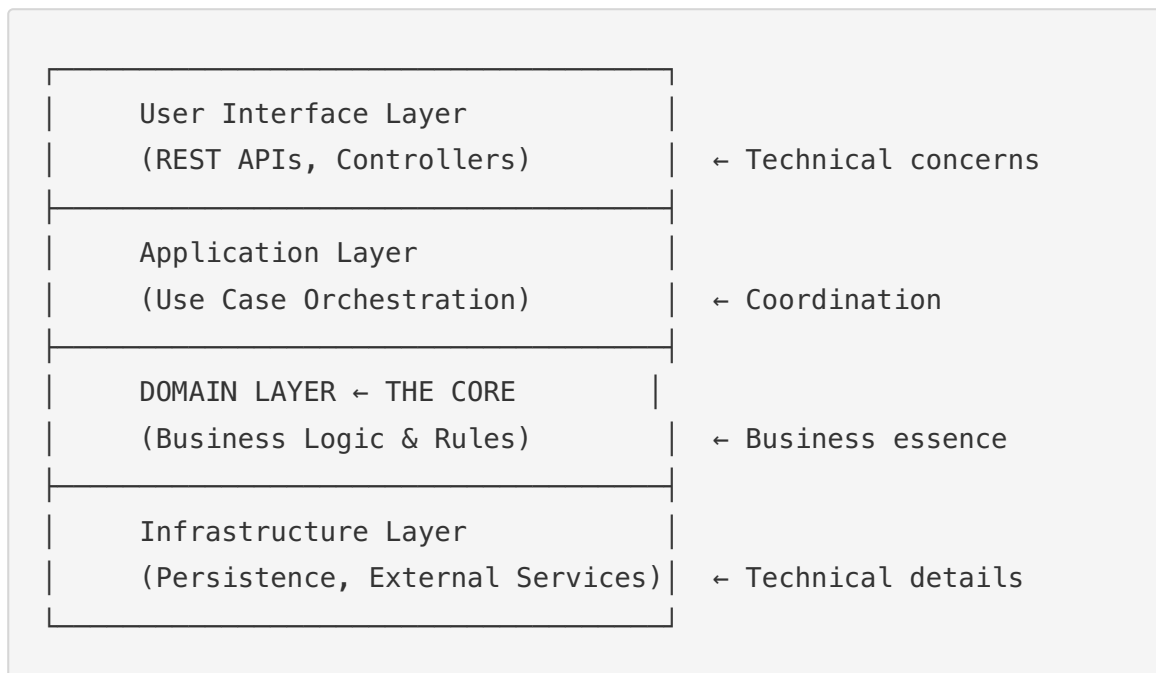 User Interface Layer
(REST APIs, Controllers) ← Technical concerns
Application Layer
(Use Case Orchestration) ← Coordination
DOMAIN LAYER ← THE CORE
(Business Logic & Rules) ← Business essence
Infrastructure Layer
(Persistence, External Services) ← Technical details